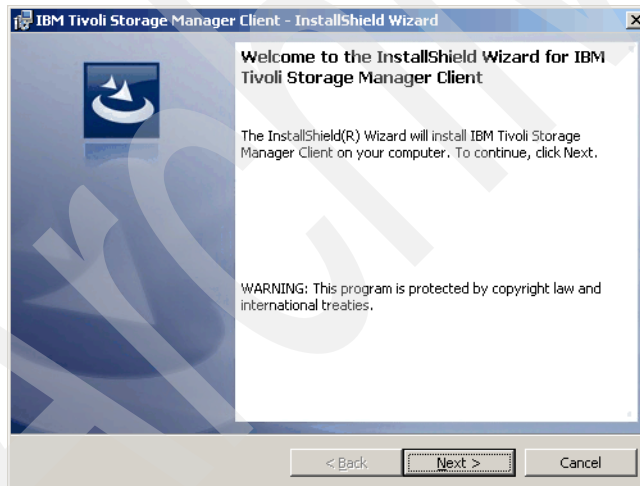 IBM Tivoli Storage Manager Client - InstallShield Wizard
Welcome to the InstallShield Wizard for IBM
Tivoli Storage Manager Client
The InstallShield(R) Wizard will install IBM Tivoli Storage
Manager Client on your computer. To continue, click Next.
WARNING: This program is protected by copyright law and
international treaties.
< Back
Next >
Cancel